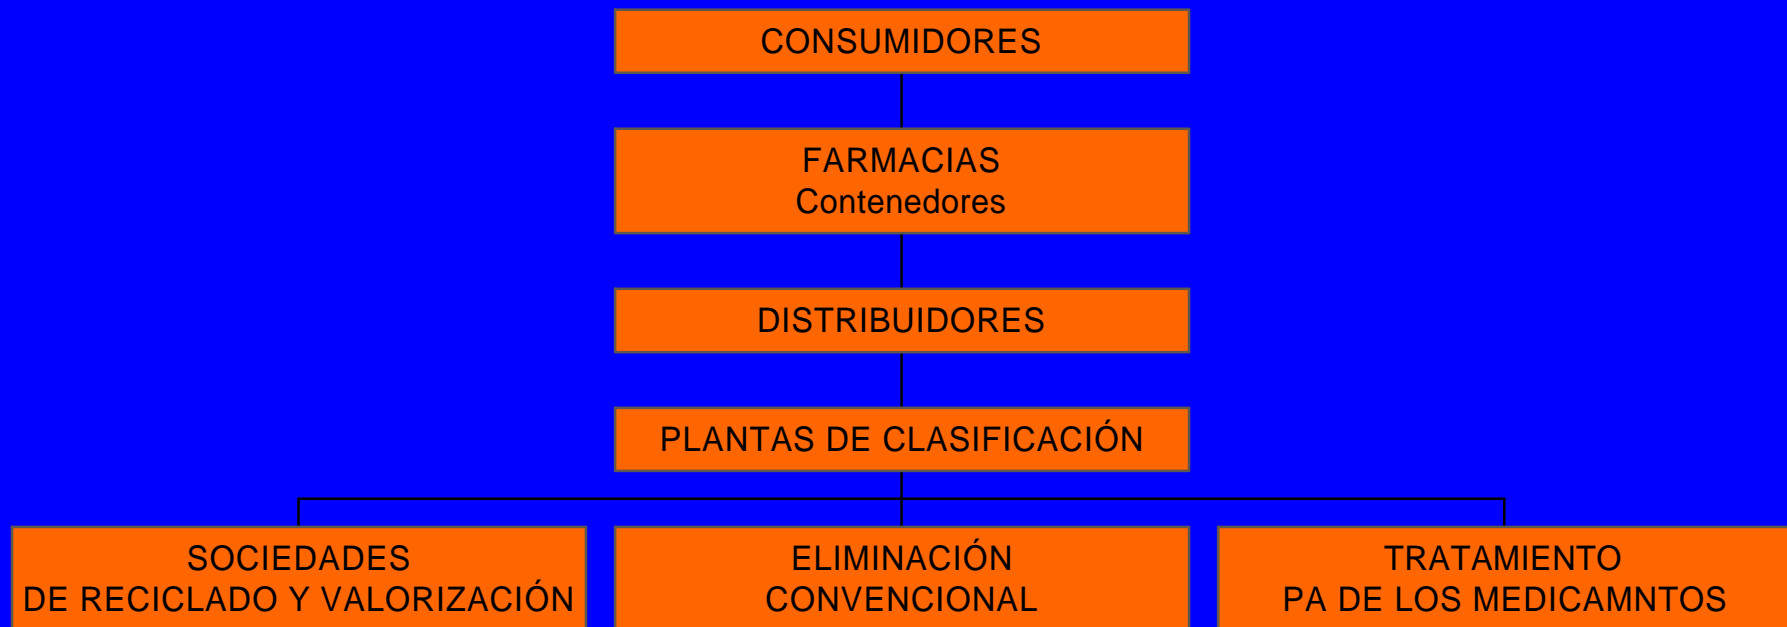 CONSUMIDORES
FARMACIAS
Contenedores
DISTRIBUIDORES
PLANTAS DE CLASIFICACIÓN
SOCIEDADES
DE RECICLADO Y VALORIZACIÓN
ELIMINACIÓN
CONVENCIONAL
TRATAMIENTO
PA DE LOS MEDICAMNTOS